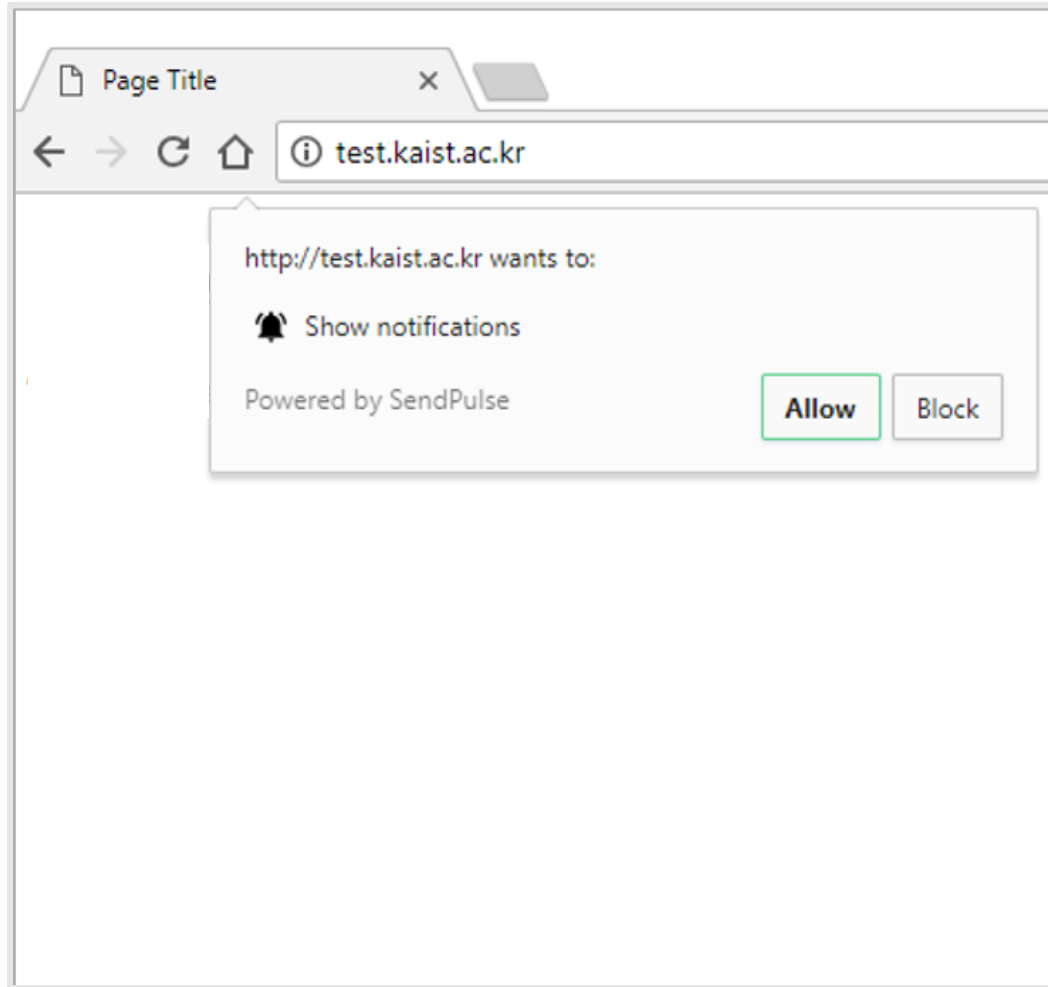 Page Title
test.kaist.ac.kr
http://test.kaist.ac.kr wants to:
Show notifications
Powered by SendPulse
Allow
Block